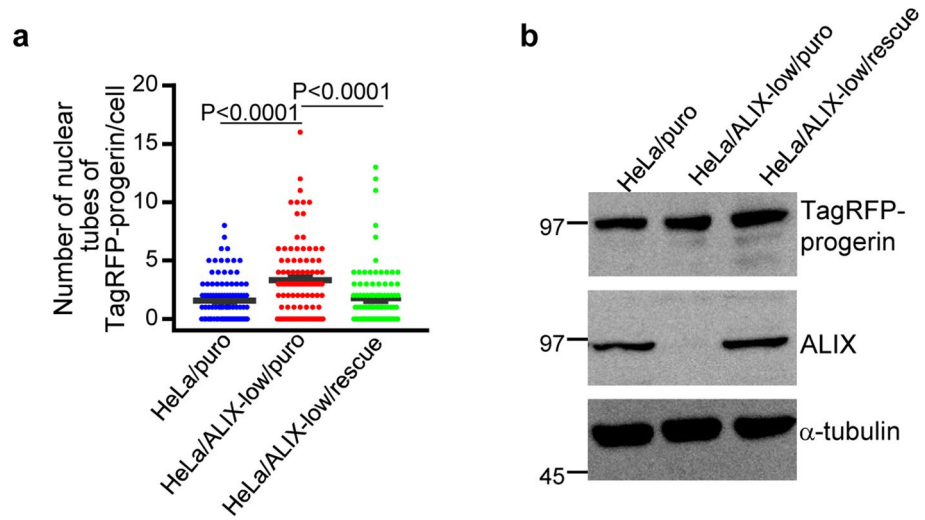 a
Number of nuclear
tubes of
TagRFP-progerin/cell
20
15
10
5
0
P<0.0001
P<0.0001
HeLa/puro
HeLa/ALIX-low/puro
HeLa/ALIX-low/rescue
b
HeLa/puro
HeLa/ALIX-low/puro
HeLa/ALIX-low/rescue
97
TagRFP-
progerin
97
ALIX
α-tubulin
45